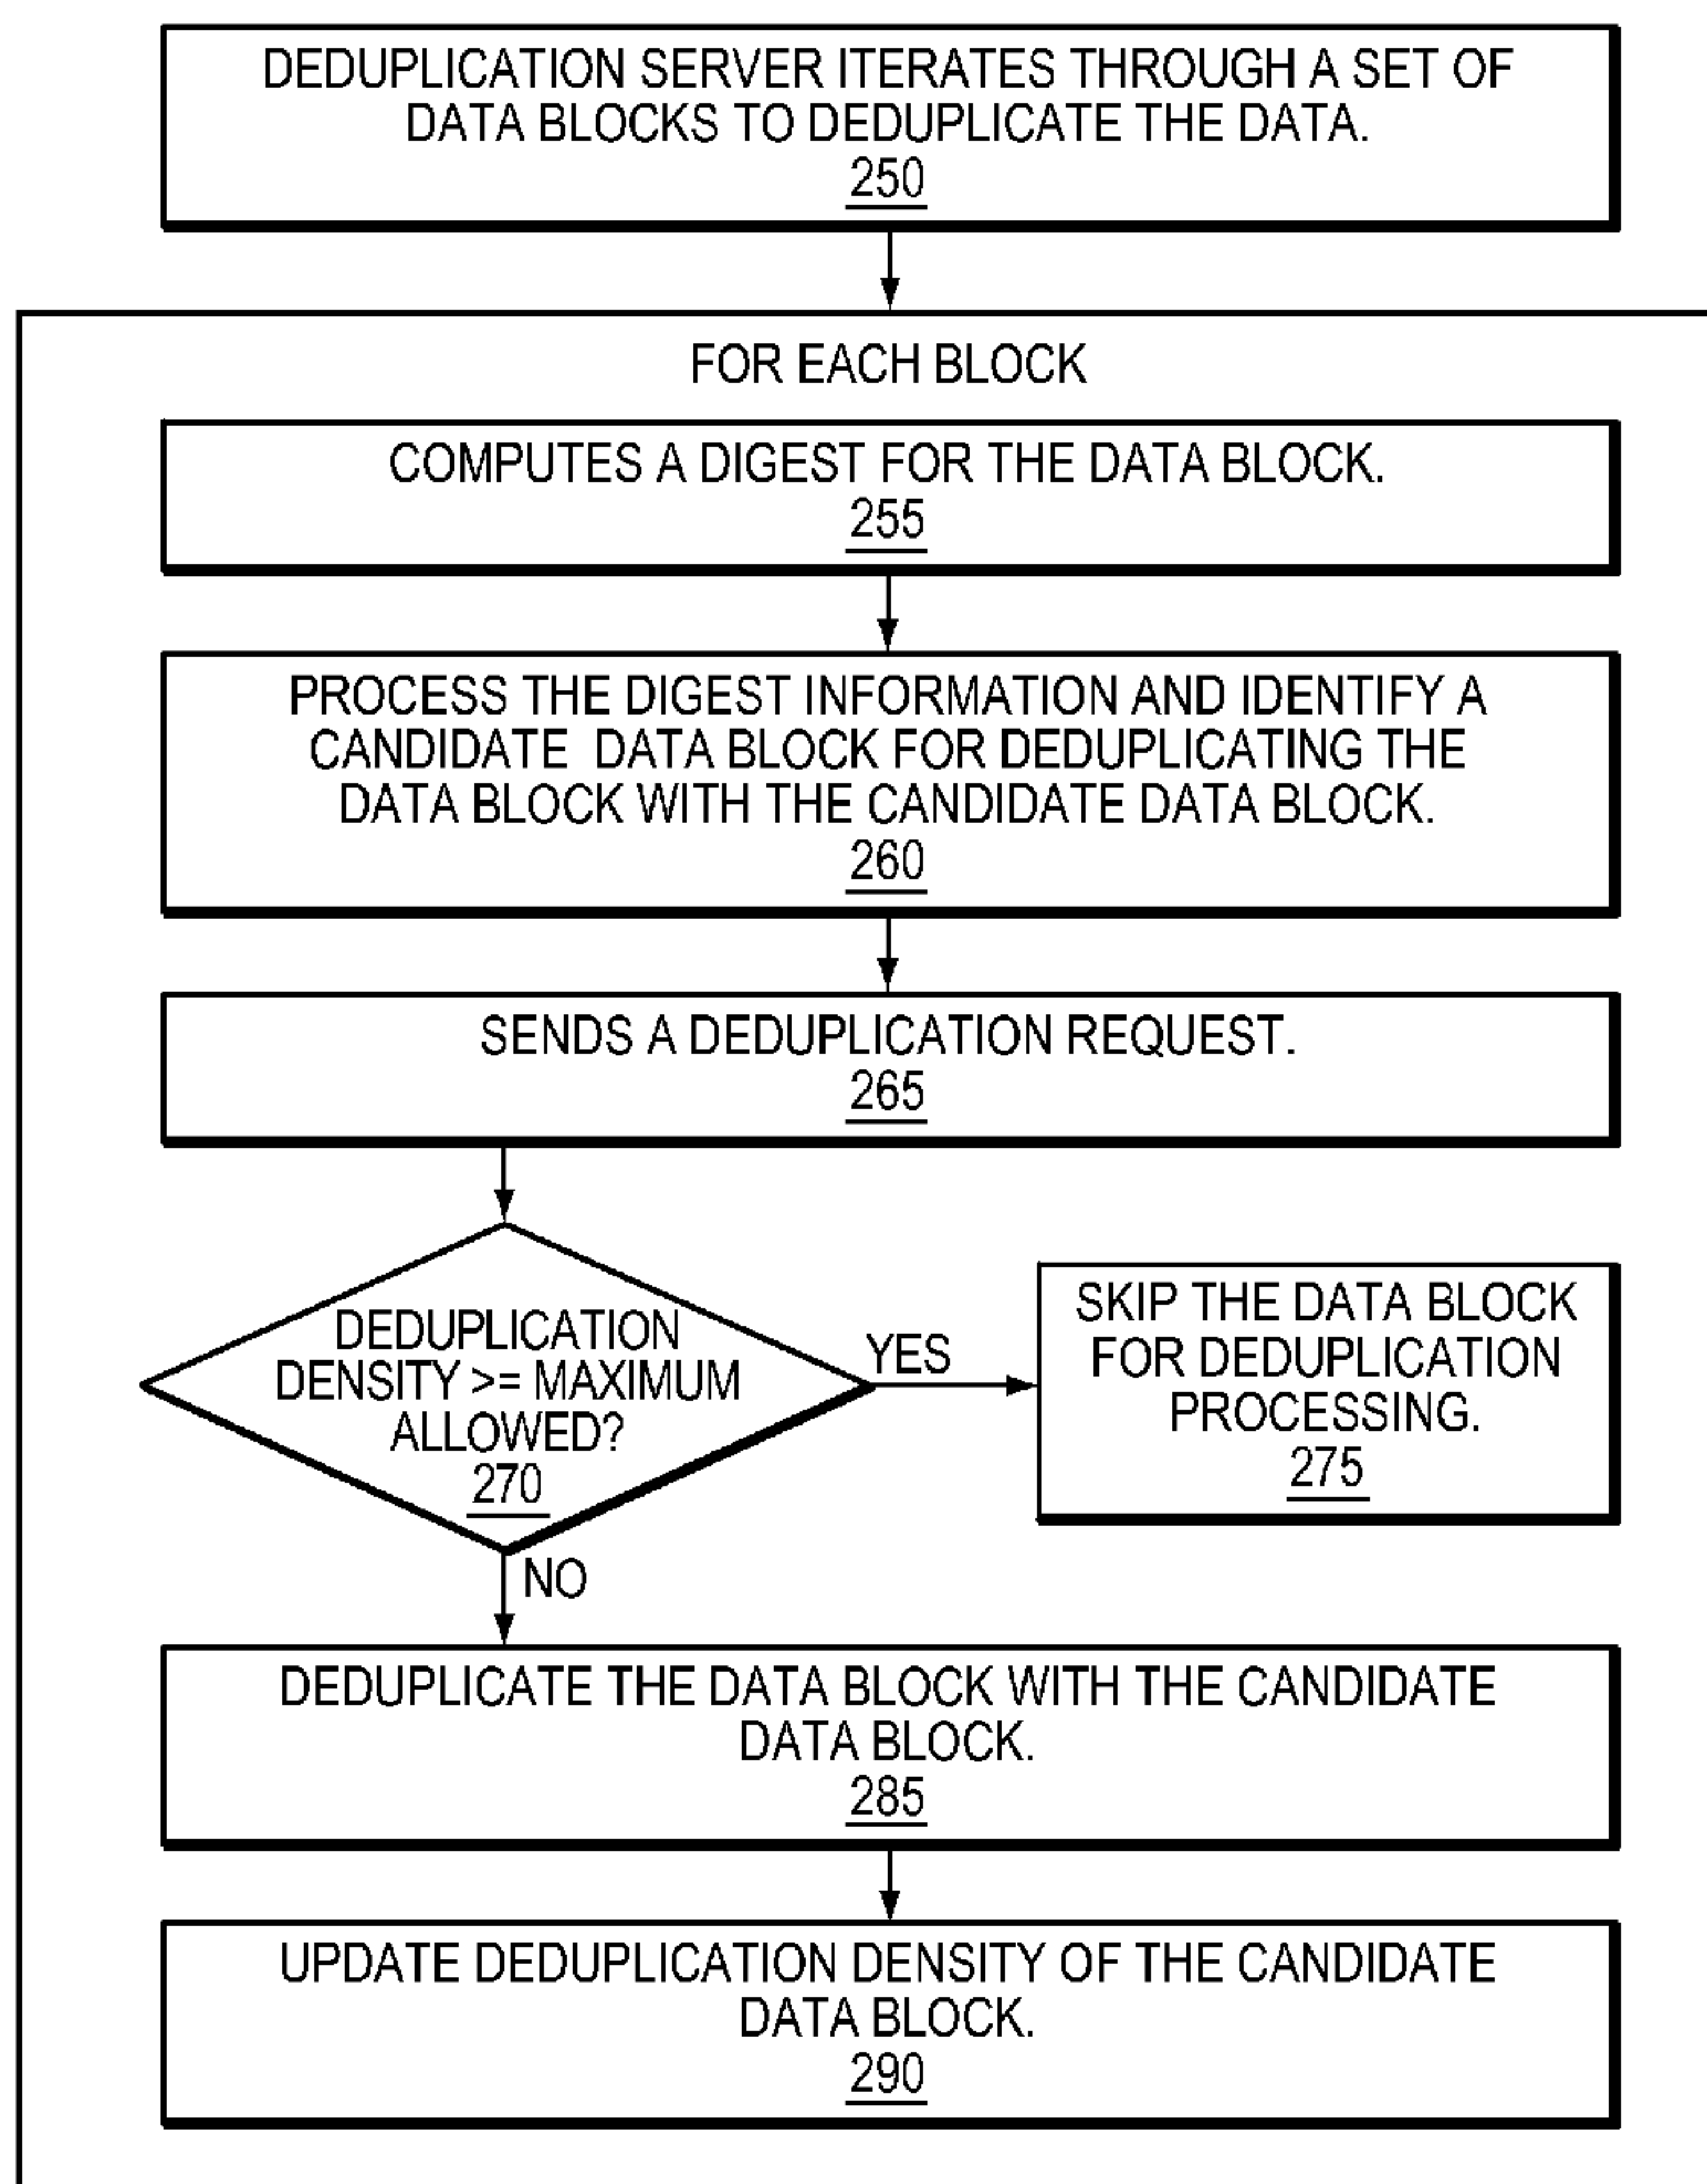 DEDUPLICATION SERVER ITERATES THROUGH A SET OF
DATA BLOCKS TO DEDUPLICATE THE DATA.
250
FOR EACH BLOCK
COMPUTES A DIGEST FOR THE DATA BLOCK.
255
PROCESS THE DIGEST INFORMATION AND IDENTIFY A
CANDIDATE DATA BLOCK FOR DEDUPLICATING THE
DATA BLOCK WITH THE CANDIDATE DATA BLOCK.
260
SENDS A DEDUPLICATION REQUEST.
265
DEDUPLICATION
DENSITY >= MAXIMUM
ALLOWED?
270
YES
SKIP THE DATA BLOCK
FOR DEDUPLICATION
PROCESSING.
275
NO
DEDUPLICATE THE DATA BLOCK WITH THE CANDIDATE
DATA BLOCK.
285
UPDATE DEDUPLICATION DENSITY OF THE CANDIDATE
DATA BLOCK.
290